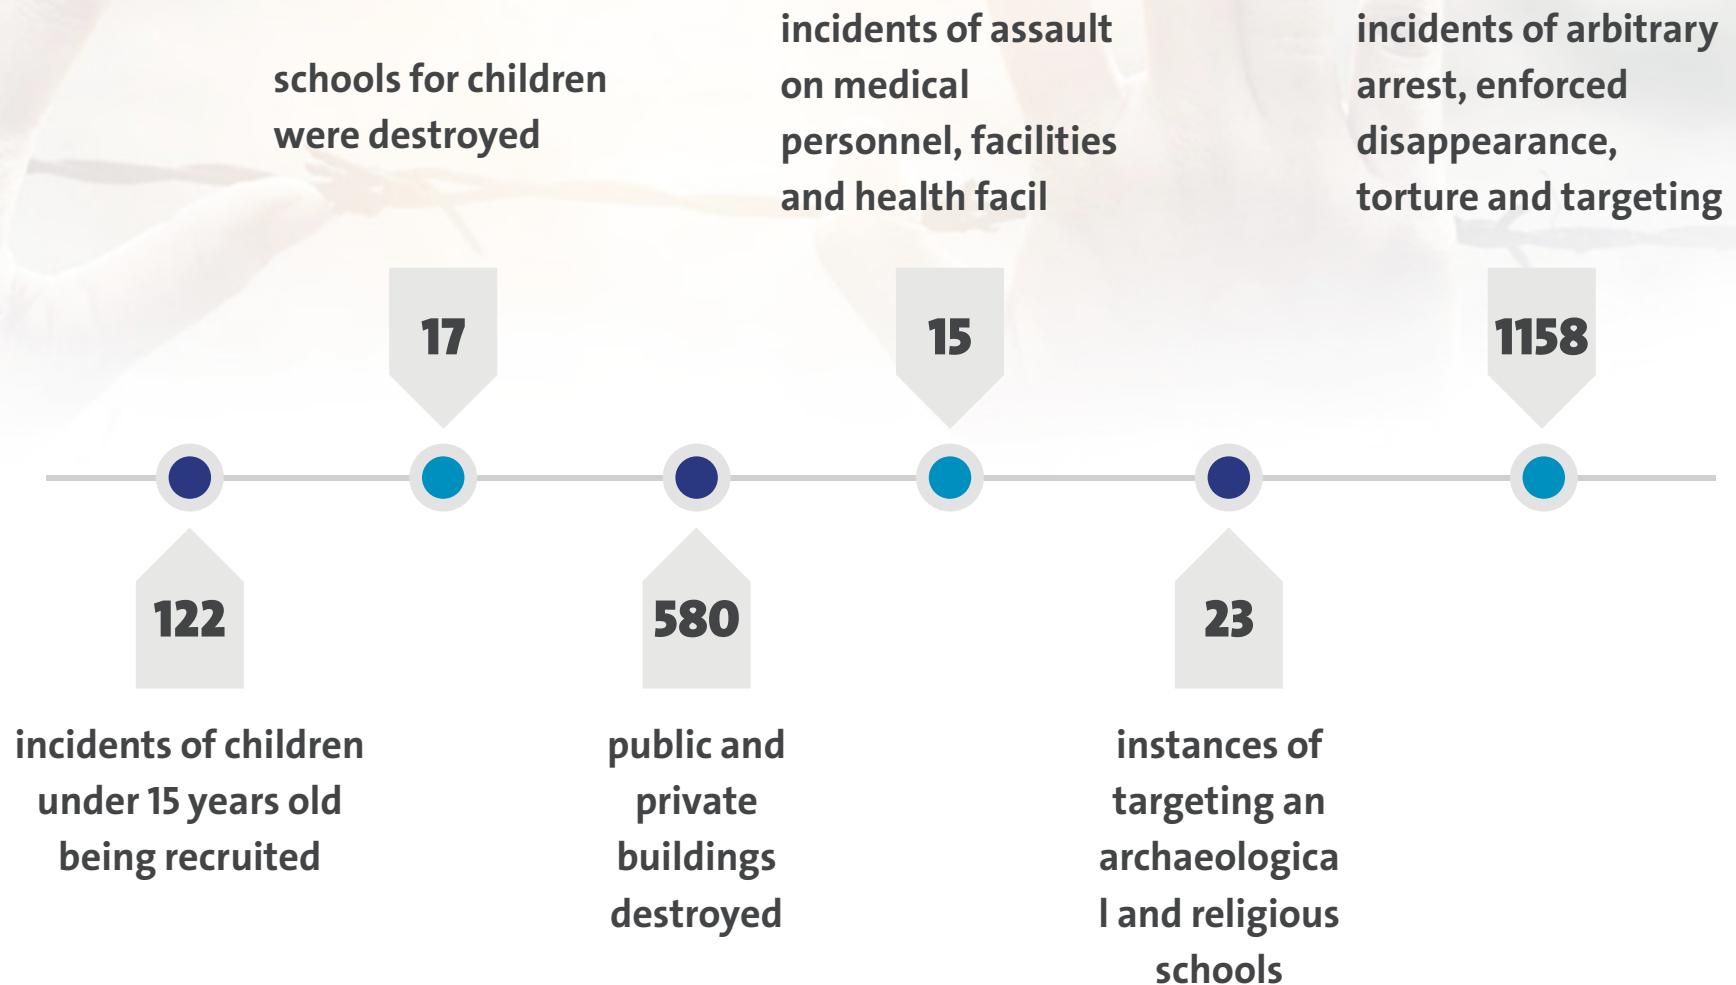 schools for children
were destroyed
17
incidents of assault
on medical
personnel, facilities
and health facil
15
incidents of arbitrary
arrest, enforced
disappearance,
torture and targeting
1158
122
incidents of children
under 15 years old
being recruited
580
public and
private
buildings
destroyed
23
instances of
targeting an
archaeologica
l and religious
schools